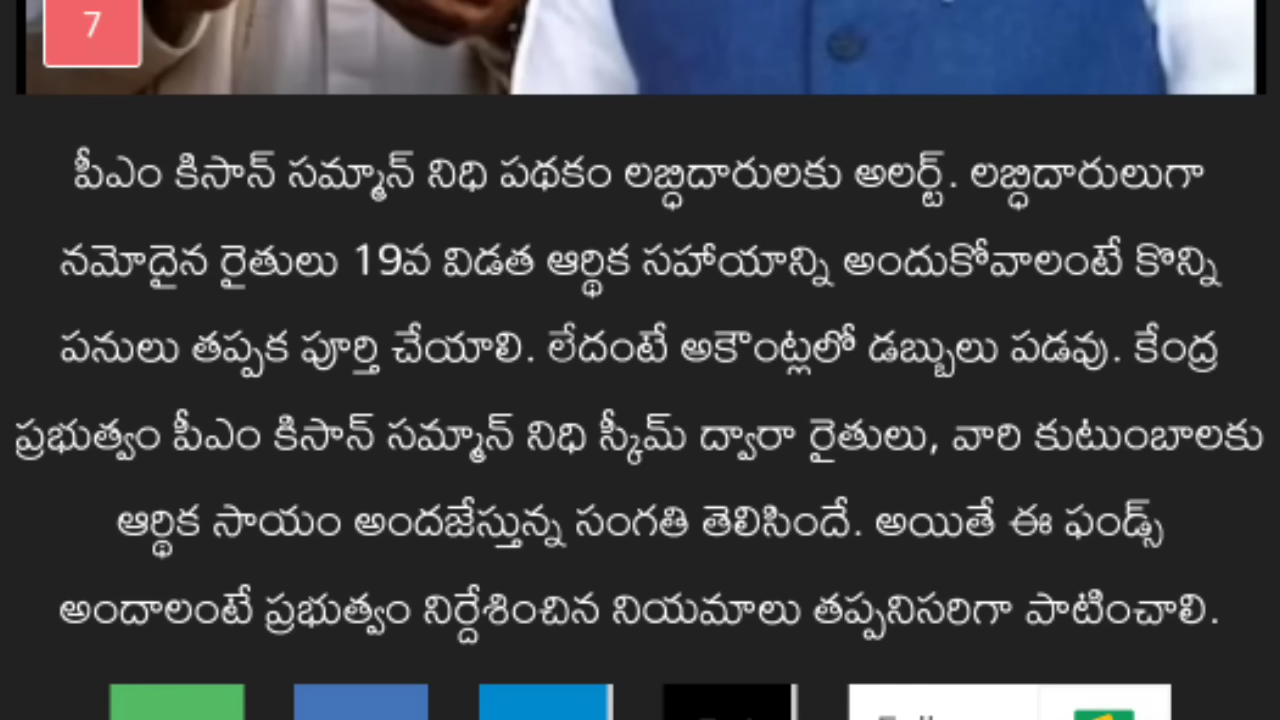 7
పీఎం కిసాన్ సమ్మాన్ నిధి పథకం లబ్ధిదారులకు అలర్ట్. లబ్ధిదారులుగా
నమోదైన రైతులు 19వ విడత ఆర్థిక సహాయాన్ని అందుకోవాలంటే కొన్ని
పనులు తప్పక పూర్తి చేయాలి. లేదంటే అకౌంట్లలో డబ్బులు పడవు. కేంద్ర
ప్రభుత్వం పీఎం కిసాన్ సమ్మాన్ నిధి స్కీమ్ ద్వారా రైతులు, వారి కుటుంబాలకు
ఆర్థిక సాయం అందజేస్తున్న సంగతి తెలిసిందే. అయితే ఈ ఫండ్స్
అందాలంటే ప్రభుత్వం నిర్దేశించిన నియమాలు తప్పనిసరిగా పాటించాలి.